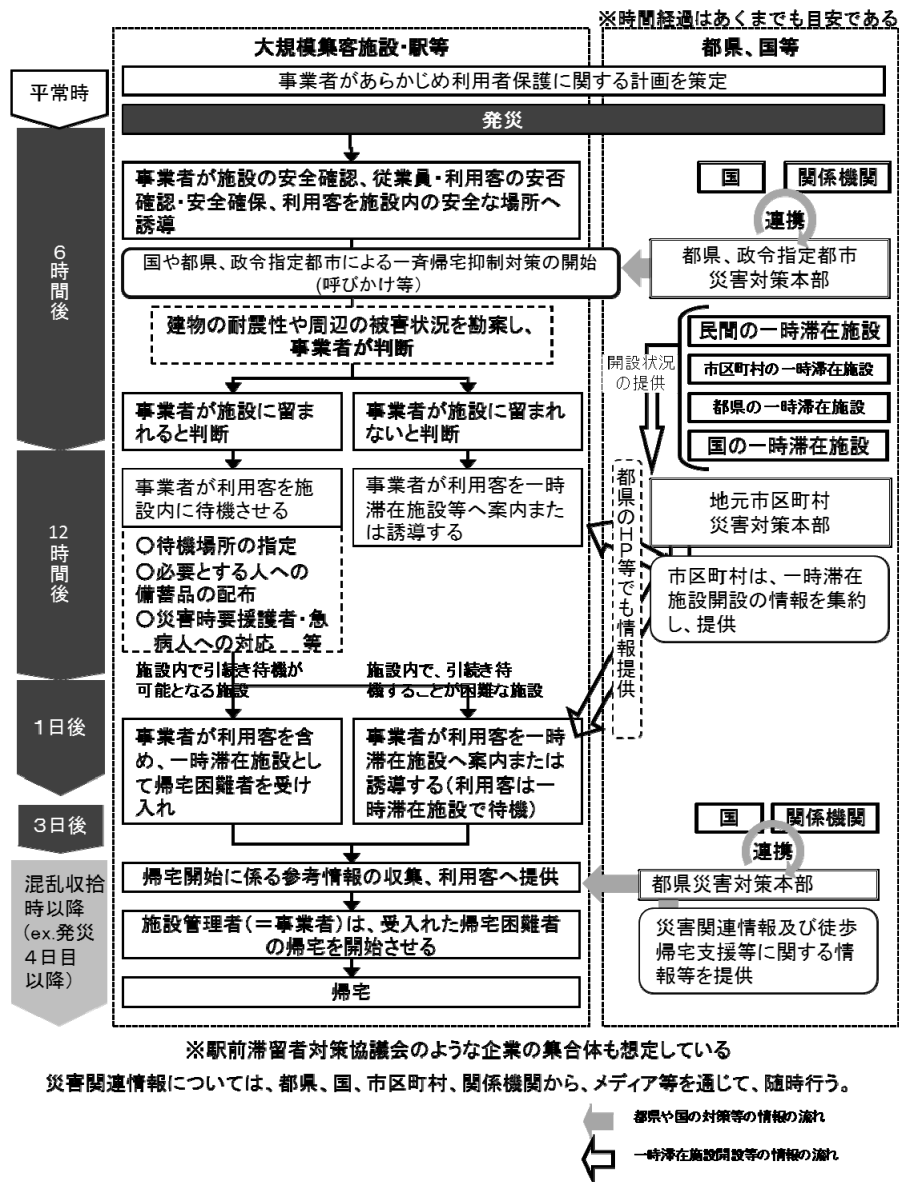 ※時間経過はあくまでも目安である
大規模集客施設・駅等
都県、国等
平常時
事業者があらかじめ利用者保護に関する計画を策定
発災
6時間後
事業者が施設の安全確認、従業員・利用客の安否
確認・安全確保、利用客を施設内の安全な場所へ
誘導
国
関係機関
連携
国や都県、政令指定都市による一斉帰宅抑制対策の開始
(呼びかけ等)
都県、政令指定都市
災害対策本部
建物の耐震性や周辺の被害状況を勘案し、
事業者が判断
開設状況
の提供
民間の一時滞在施設
市区町村の一時滞在施設
都県の一時滞在施設
国の一時滞在施設
事業者が施設に留ま
れると判断
事業者が施設に留まれ
ないと判断
12時間後
事業者が利用客を施
設内に待機させる
事業者が利用客を一時
滞在施設等へ案内また
は誘導する
都県のHP等でも情報提供
地元市区町村
災害対策本部
○待機場所の指定
○必要とする人への
備蓄品の配布
○災害時要援護者・急
病人への対応 等
市区町村は、一時滞在
施設開設の情報を集約
し、提供
施設内で引続き待機が
可能となる施設
施設内で、引続き待
機することが困難な施設
1日後
事業者が利用客を含
め、一時滞在施設とし
て帰宅困難者を受け
入れ
事業者が利用客を一時
滞在施設へ案内または
誘導する(利用客は一
時滞在施設で待機)
3日後
国
関係機関
連携
混乱収拾
時以降
(ex.発災
4日目
以降)
帰宅開始に係る参考情報の収集、利用客へ提供
都県災害対策本部
施設管理者(=事業者)は、受入れた帰宅困難者
の帰宅を開始させる
災害関連情報及び徒歩
帰宅支援等に関する情
報等を提供
帰宅
※駅前滞留者対策協議会のような企業の集合体も想定している
災害関連情報については、都県、国、市区町村、関係機関から、メディア等を通じて、随時行う。
都県や国の対策等の情報の流れ
一時滞在施設開設等の情報の流れ